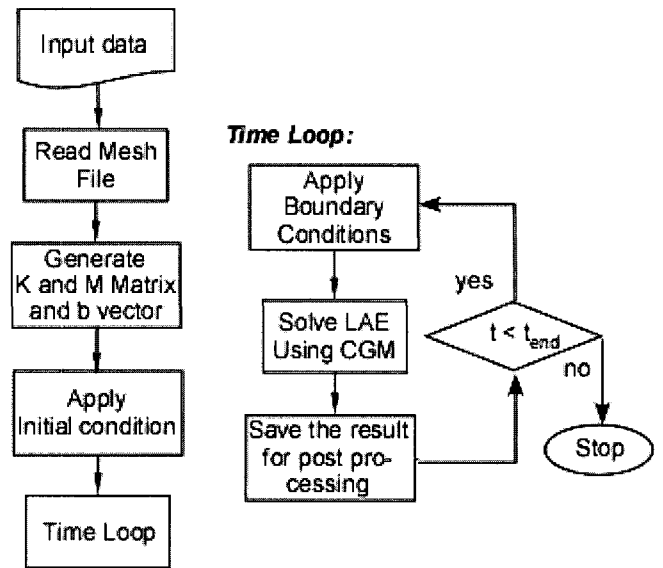 Input data
Read Mesh
File
Generate
K and M Matrix
and b vector
Apply
Initial condition
Time Loop
Time Loop:
Apply
Boundary
Conditions
Solve LAE
Using CGM
Save the result
for post pro-
cessing
yes
t < t_end
no
Stop